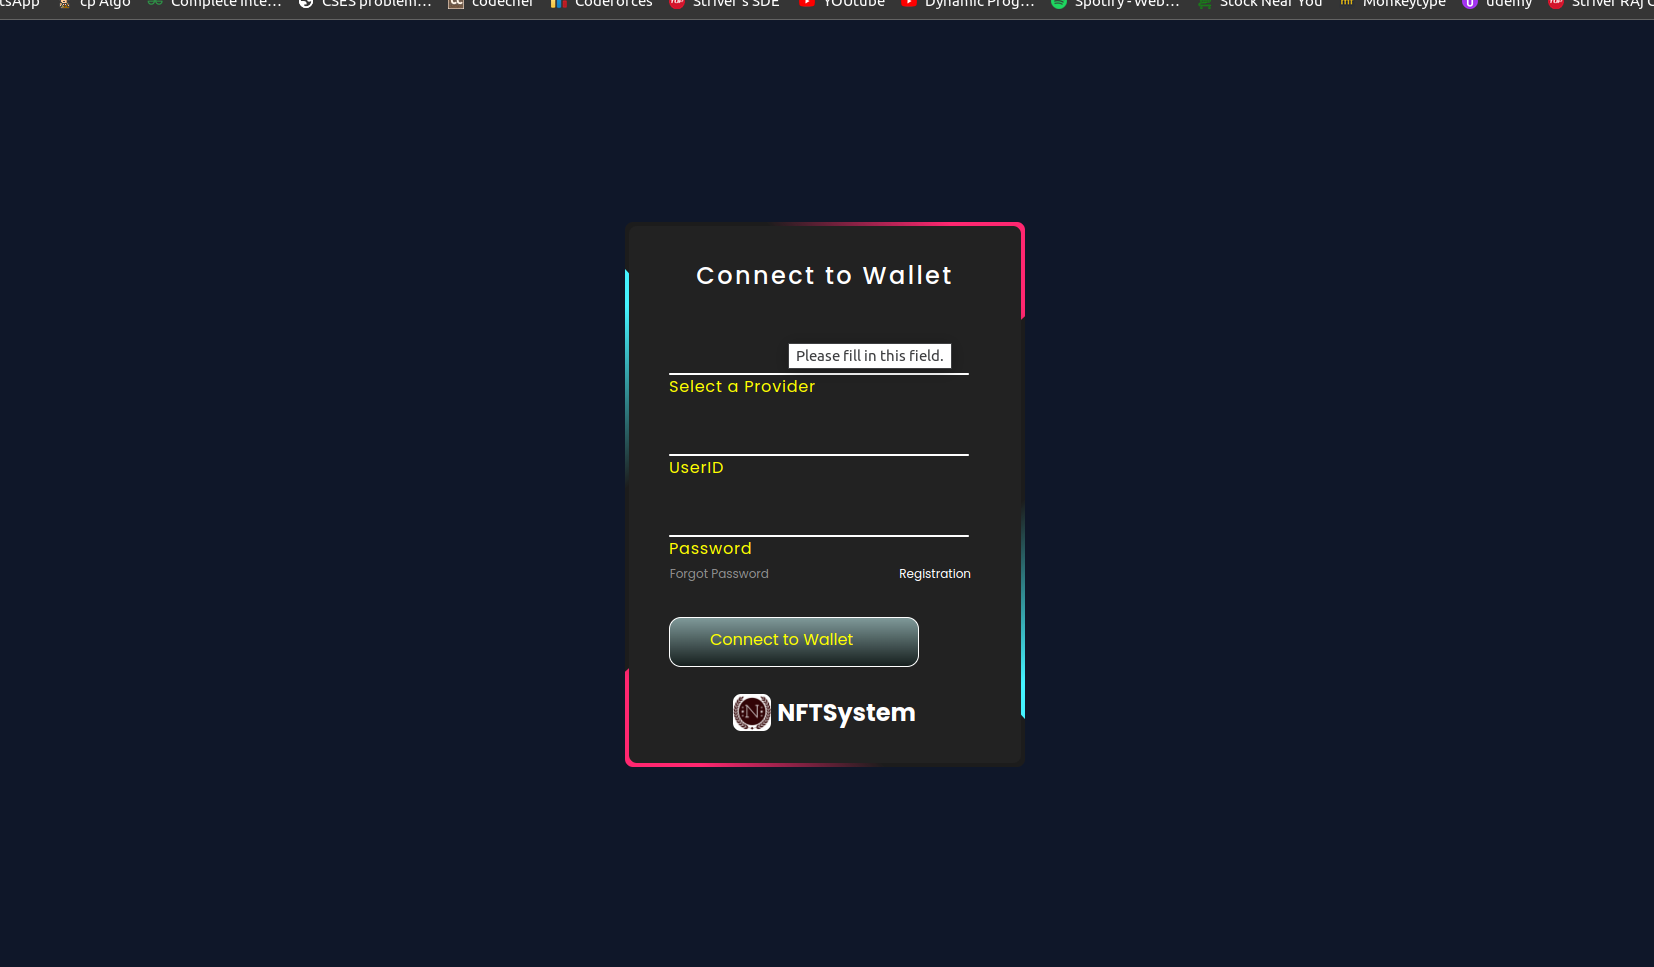 tsApp cp Algo Complete Inte... CSES problem... codechef Codeforces Striver's SDE YOUtube Dynamic Prog... Spotify - Web... Stock Near You Monkeytype udemy Striver RAJ
Connect to Wallet
Please fill in this field.
Select a Provider
UserID
Password
Forgot Password Registration
Connect to Wallet
N NFTSystem